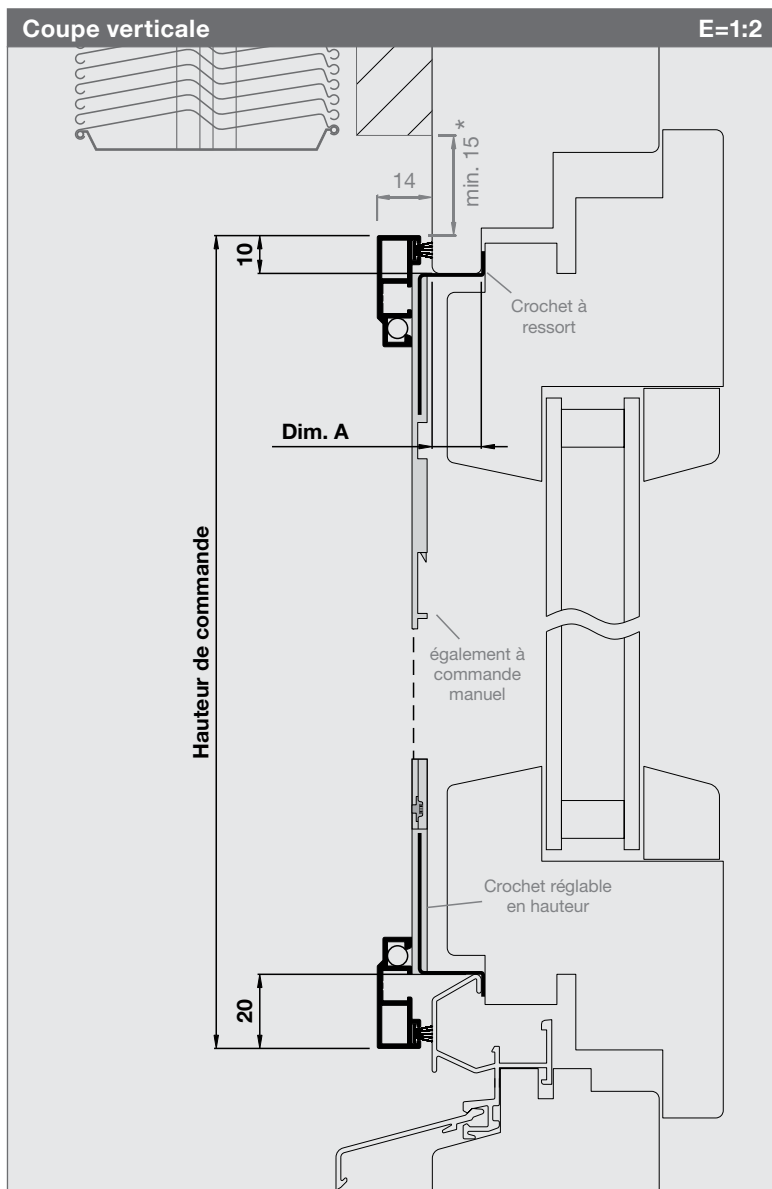 Coupe verticale E=1:2
14
min. 15 *
10
Crochet à
ressort
Dim. A
Hauteur de commande
également à
commande
manuel
Crochet réglable
en hauteur
20